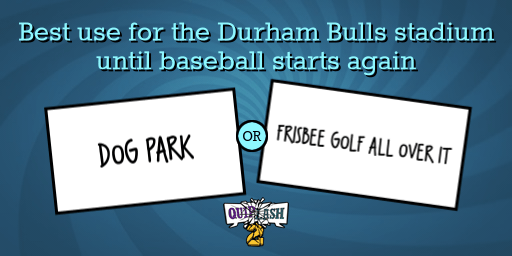 Best use for the Durham Bulls stadium
until baseball starts again
DOG PARK
OR
FRISBEE GOLF ALL OVER IT
QUIPLASH
2